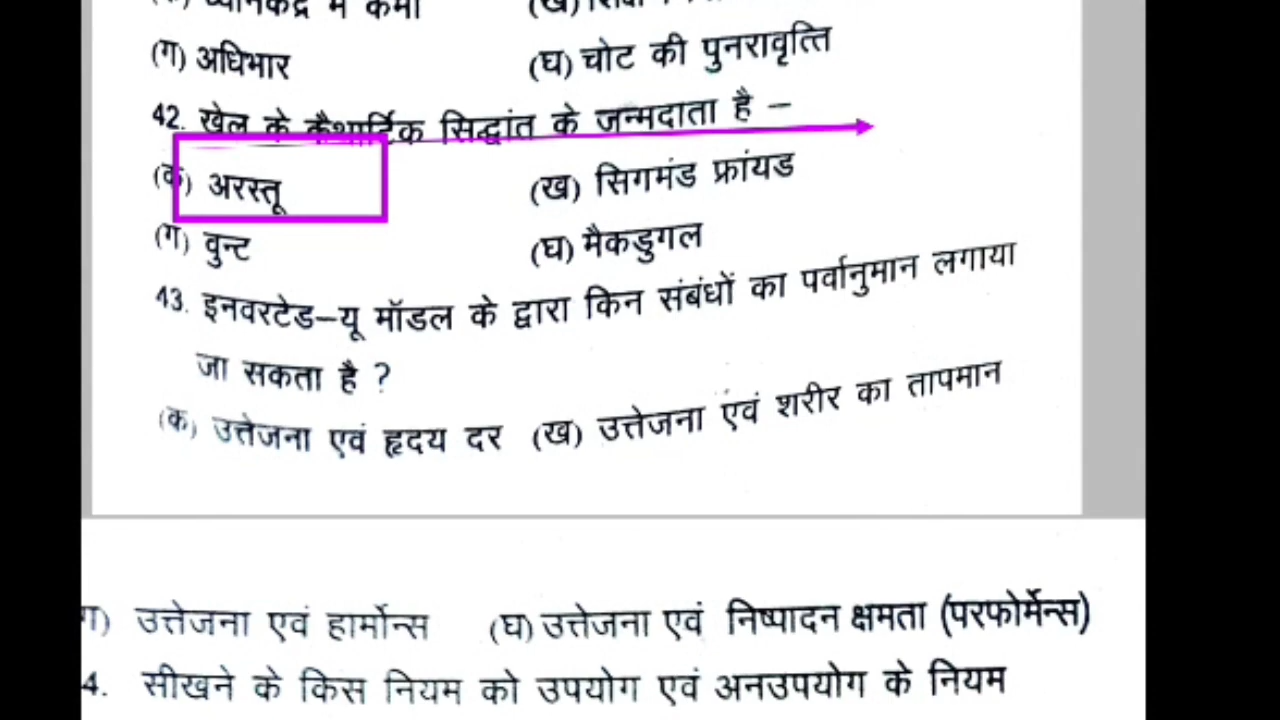 ध्यानकेंद्र में कमी (ख)
(ग) अधिभार (घ) चोट की पुनरावृत्ति
42. खेल के कैथार्टिक सिद्धांत के जन्मदाता है –
(क) अरस्तू (ख) सिगमंड फ्रांयड
(ग) वुन्ट (घ) मैकडुगल
43. इनवरटेड–यू मॉडल के द्वारा किन संबंधों का पर्वानुमान लगाया
जा सकता है ?
(क) उत्तेजना एवं हृदय दर (ख) उत्तेजना एवं शरीर का तापमान
ग) उत्तेजना एवं हार्मोन्स (घ) उत्तेजना एवं निष्पादन क्षमता (परफोर्मेन्स)
4. सीखने के किस नियम को उपयोग एवं अनउपयोग के नियम